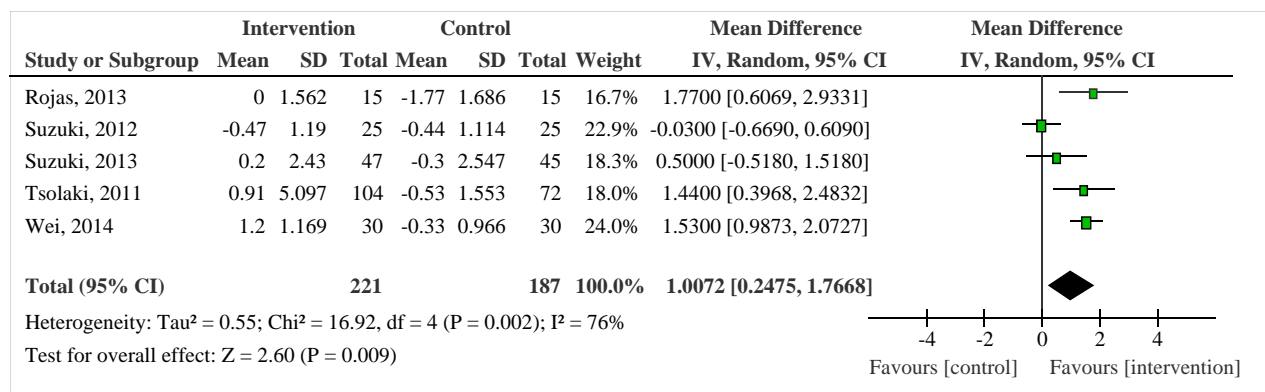 Intervention Control Mean Difference Mean Difference
Study or Subgroup Mean SD Total Mean SD Total Weight IV, Random, 95% CI IV, Random, 95% CI
Rojas, 2013 0 1.562 15 -1.77 1.686 15 16.7% 1.7700 [0.6069, 2.9331]
Suzuki, 2012 -0.47 1.19 25 -0.44 1.114 25 22.9% -0.0300 [-0.6690, 0.6090]
Suzuki, 2013 0.2 2.43 47 -0.3 2.547 45 18.3% 0.5000 [-0.5180, 1.5180]
Tsolaki, 2011 0.91 5.097 104 -0.53 1.553 72 18.0% 1.4400 [0.3968, 2.4832]
Wei, 2014 1.2 1.169 30 -0.33 0.966 30 24.0% 1.5300 [0.9873, 2.0727]
Total (95% CI) 221 187 100.0% 1.0072 [0.2475, 1.7668]
Heterogeneity: Tau² = 0.55; Chi² = 16.92, df = 4 (P = 0.002); I² = 76%
Test for overall effect: Z = 2.60 (P = 0.009)
-4 -2 0 2 4
Favours [control] Favours [intervention]